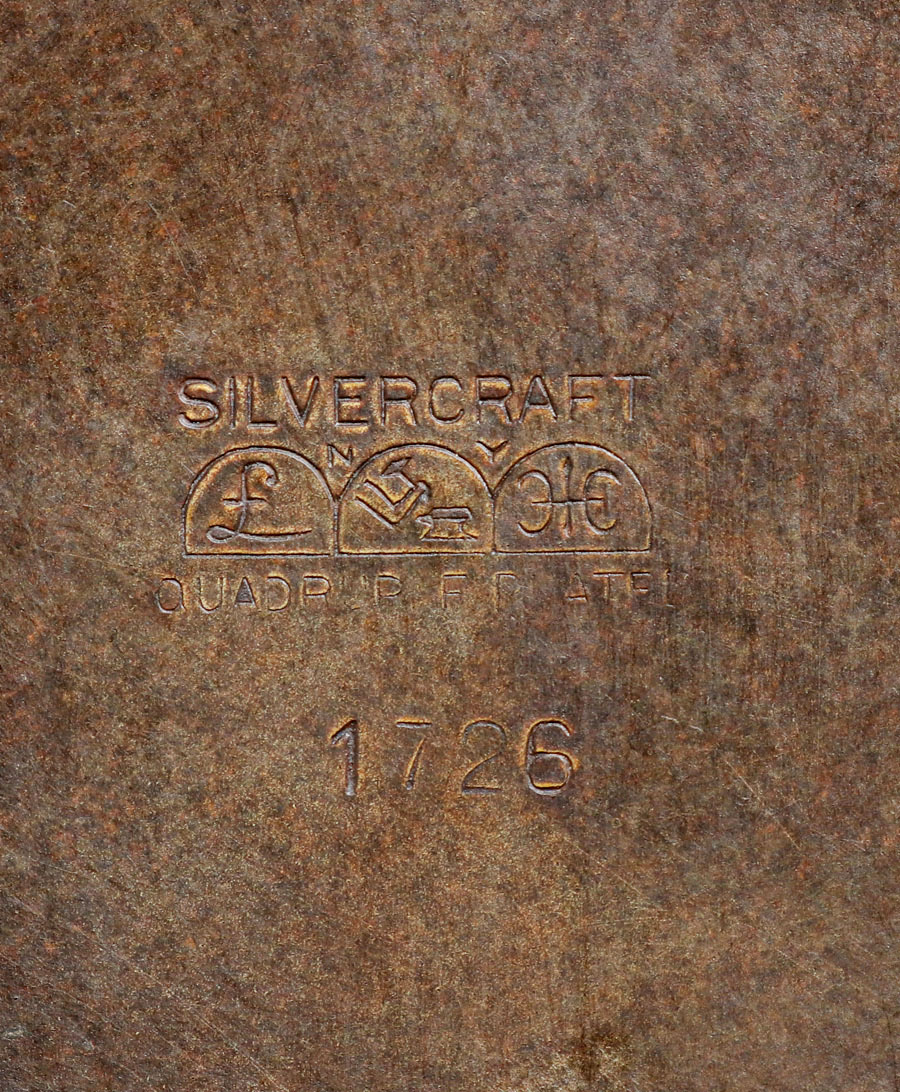 SILVERCRAFT
N Y
£
QUADRUPLE PLATE
1726